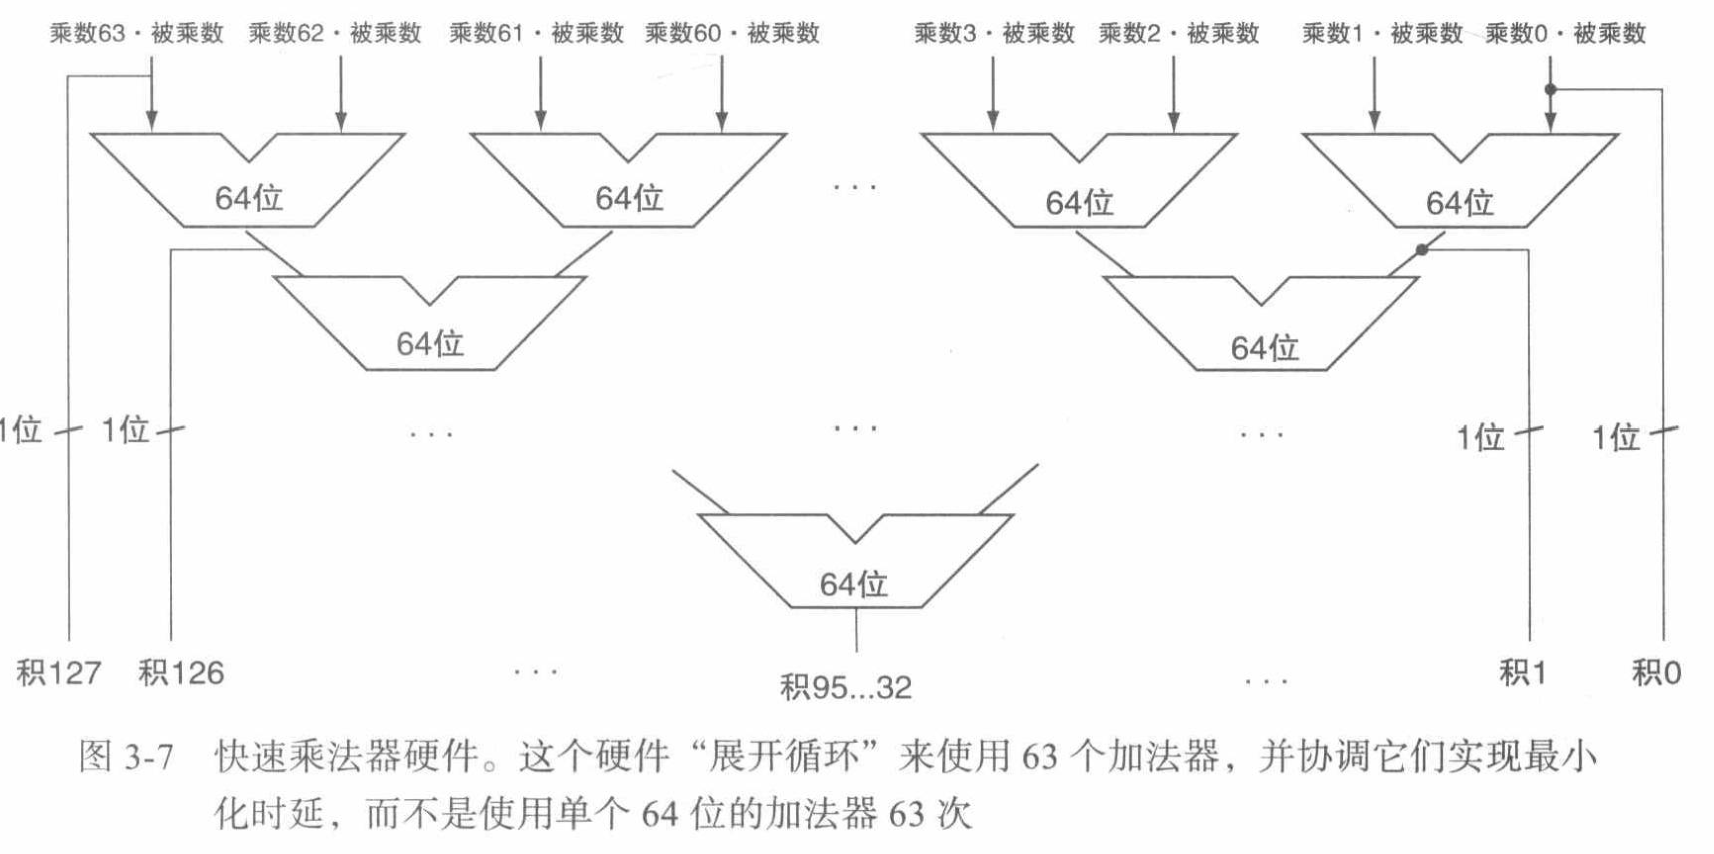 乘数63·被乘数 乘数62·被乘数 乘数61·被乘数 乘数60·被乘数 乘数3·被乘数 乘数2·被乘数 乘数1·被乘数 乘数0·被乘数
64位 64位 ... 64位 64位
64位 64位
1位 1位 ... ... ... 1位 1位
64位
积127 积126 ... 积95...32 ... 积1 积0
图 3-7 快速乘法器硬件。这个硬件“展开循环”来使用 63 个加法器，并协调它们实现最小
化时延，而不是使用单个 64 位的加法器 63 次